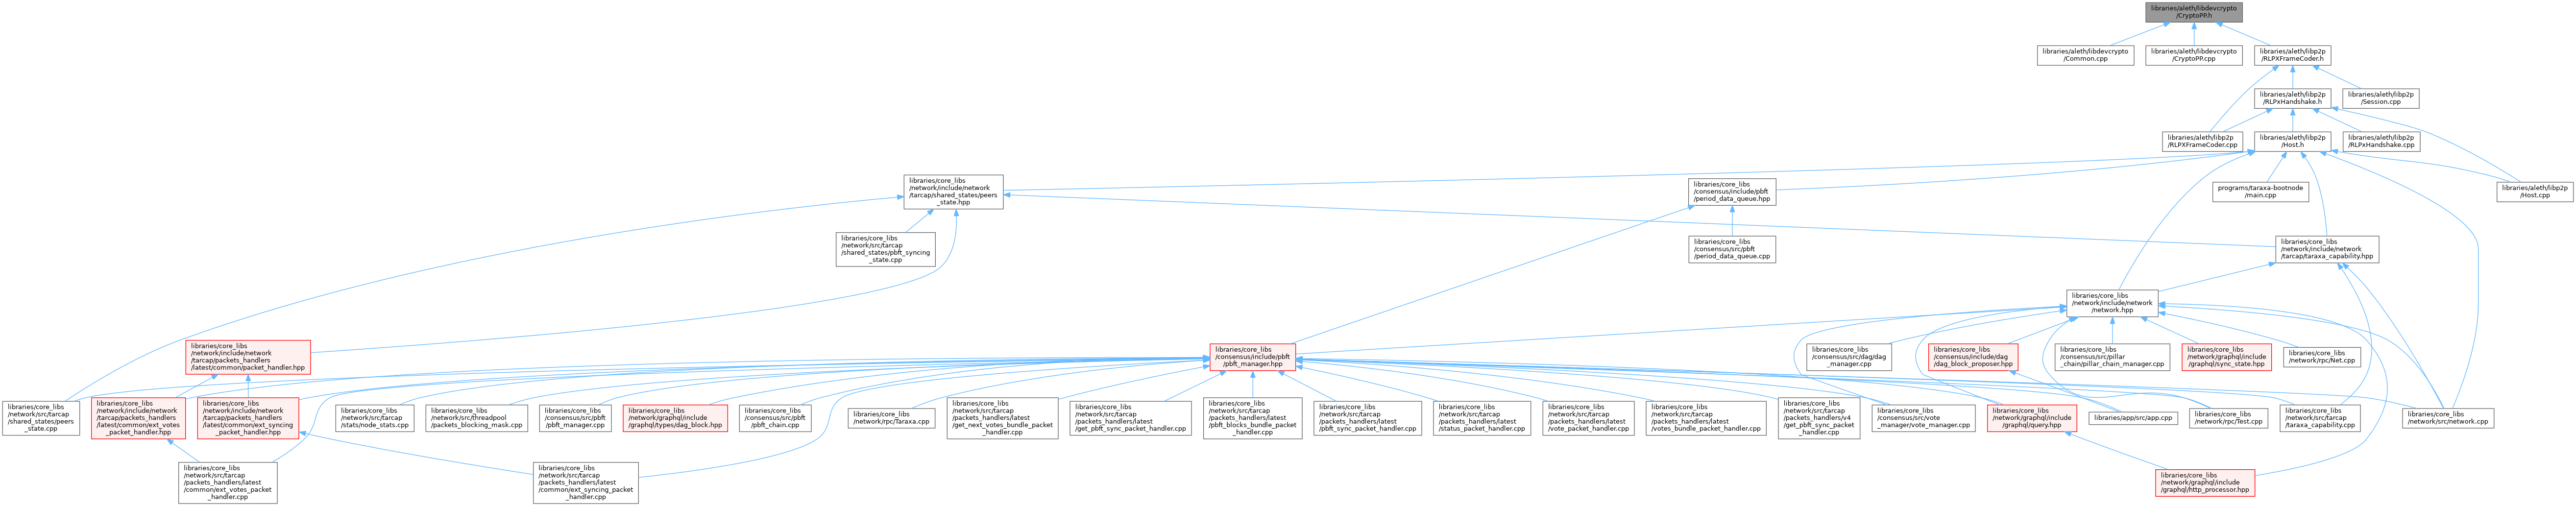 libraries/aleth/libdevcrypto
/CryptoPP.h
libraries/aleth/libdevcrypto
/Common.cpp
libraries/aleth/libdevcrypto
/CryptoPP.cpp
libraries/aleth/libp2p
/RLPXFrameCoder.h
libraries/aleth/libp2p
/RLPxHandshake.h
libraries/aleth/libp2p
/Session.cpp
libraries/aleth/libp2p
/RLPXFrameCoder.cpp
libraries/aleth/libp2p
/Host.h
libraries/aleth/libp2p
/RLPxHandshake.cpp
libraries/core_libs
/network/include/network
/tarcap/shared_states/peers
_state.hpp
libraries/core_libs
/consensus/include/pbft
/period_data_queue.hpp
programs/taraxa-bootnode
/main.cpp
libraries/aleth/libp2p
/Host.cpp
libraries/core_libs
/network/src/tarcap
/shared_states/pbft_syncing
_state.cpp
libraries/core_libs
/consensus/src/pbft
/period_data_queue.cpp
libraries/core_libs
/network/include/network
/tarcap/taraxa_capability.hpp
libraries/core_libs
/network/include/network
/network.hpp
libraries/core_libs
/network/include/network
/tarcap/packets_handlers
/latest/common/packet_handler.hpp
libraries/core_libs
/consensus/include/pbft
/pbft_manager.hpp
libraries/core_libs
/consensus/src/dag/dag
_manager.cpp
libraries/core_libs
/consensus/include/dag
/dag_block_proposer.hpp
libraries/core_libs
/consensus/src/pillar
_chain/pillar_chain_manager.cpp
libraries/core_libs
/network/graphql/include
/graphql/sync_state.hpp
libraries/core_libs
/network/rpc/Net.cpp
libraries/core_libs
/network/src/tarcap
/shared_states/peers
_state.cpp
libraries/core_libs
/network/include/network
/tarcap/packets_handlers
/latest/common/ext_votes
_packet_handler.hpp
libraries/core_libs
/network/include/network
/tarcap/packets_handlers
/latest/common/ext_syncing
_packet_handler.hpp
libraries/core_libs
/network/src/tarcap
/stats/node_stats.cpp
libraries/core_libs
/network/src/threadpool
/packets_blocking_mask.cpp
libraries/core_libs
/consensus/src/pbft
/pbft_manager.cpp
libraries/core_libs
/network/graphql/include
/graphql/types/dag_block.hpp
libraries/core_libs
/consensus/src/pbft
/pbft_chain.cpp
libraries/core_libs
/network/rpc/Taraxa.cpp
libraries/core_libs
/network/src/tarcap
/packets_handlers/latest
/get_next_votes_bundle_packet
_handler.cpp
libraries/core_libs
/network/src/tarcap
/packets_handlers/latest
/get_pbft_sync_packet_handler.cpp
libraries/core_libs
/network/src/tarcap
/packets_handlers/latest
/pbft_blocks_bundle_packet
_handler.cpp
libraries/core_libs
/network/src/tarcap
/packets_handlers/latest
/pbft_sync_packet_handler.cpp
libraries/core_libs
/network/src/tarcap
/packets_handlers/latest
/status_packet_handler.cpp
libraries/core_libs
/network/src/tarcap
/packets_handlers/latest
/vote_packet_handler.cpp
libraries/core_libs
/network/src/tarcap
/packets_handlers/latest
/votes_bundle_packet_handler.cpp
libraries/core_libs
/network/src/tarcap
/packets_handlers/v4
/get_pbft_sync_packet
_handler.cpp
libraries/core_libs
/consensus/src/vote
_manager/vote_manager.cpp
libraries/core_libs
/network/graphql/include
/graphql/query.hpp
libraries/app/src/app.cpp
libraries/core_libs
/network/rpc/Test.cpp
libraries/core_libs
/network/src/tarcap
/taraxa_capability.cpp
libraries/core_libs
/network/src/network.cpp
libraries/core_libs
/network/src/tarcap
/packets_handlers/latest
/common/ext_votes_packet
_handler.cpp
libraries/core_libs
/network/src/tarcap
/packets_handlers/latest
/common/ext_syncing_packet
_handler.cpp
libraries/core_libs
/network/graphql/include
/graphql/http_processor.hpp